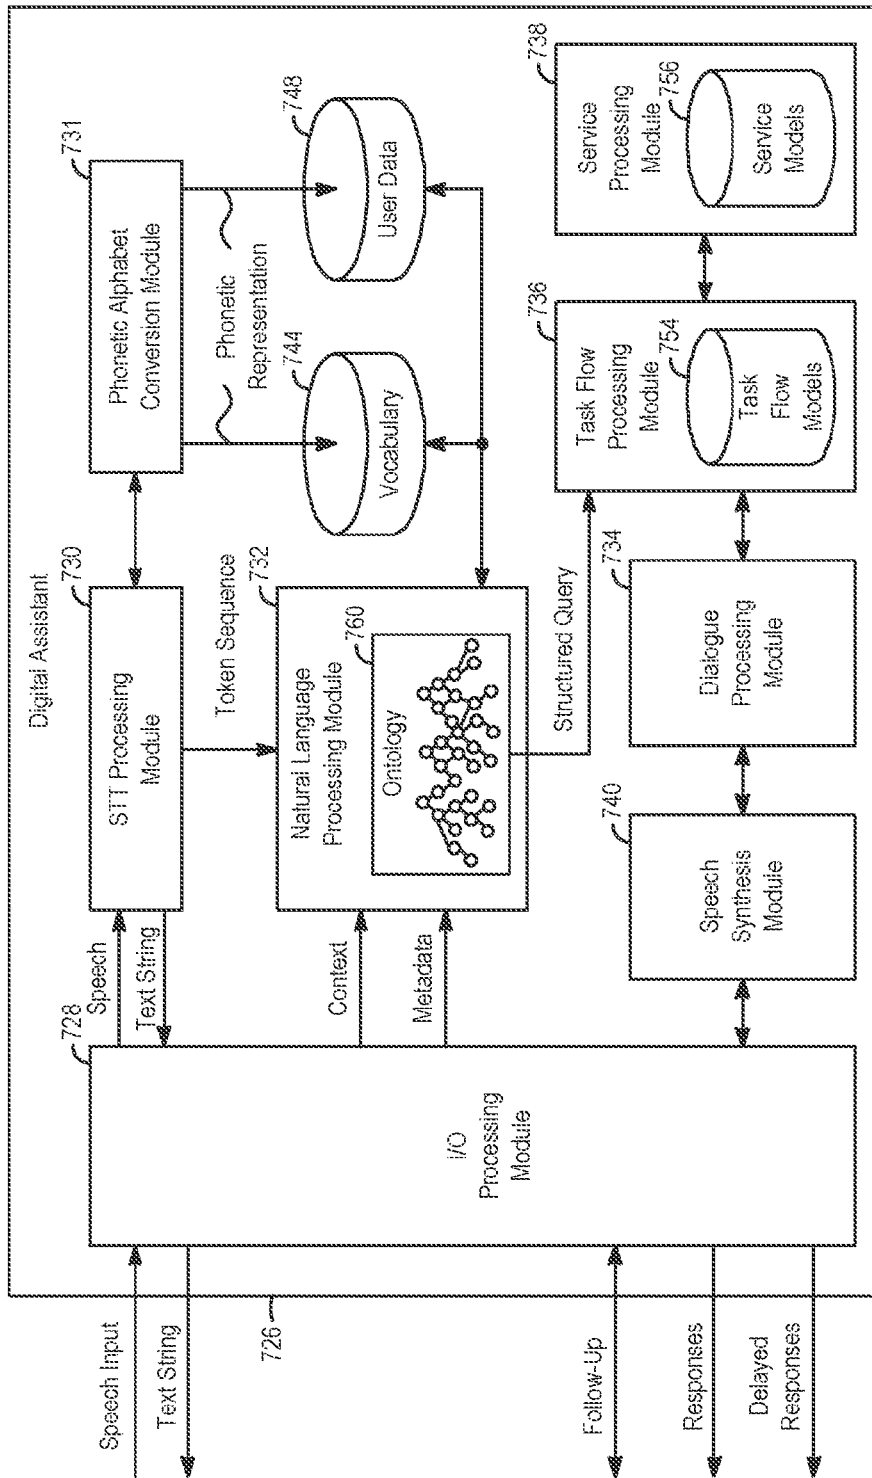 Digital Assistant
726
Speech Input
Text String
Follow-Up
Responses
Delayed
Responses
728
I/O
Processing
Module
Speech
Text String
Context
Metadata
730
STT Processing
Module
Token Sequence
731
Phonetic Alphabet
Conversion Module
Phonetic
Representation
744
Vocabulary
748
User Data
732
Natural Language
Processing Module
760
Ontology
Structured Query
740
Speech
Synthesis
Module
734
Dialogue
Processing
Module
736
Task Flow
Processing
Module
754
Task
Flow
Models
738
Service
Processing
Module
756
Service
Models